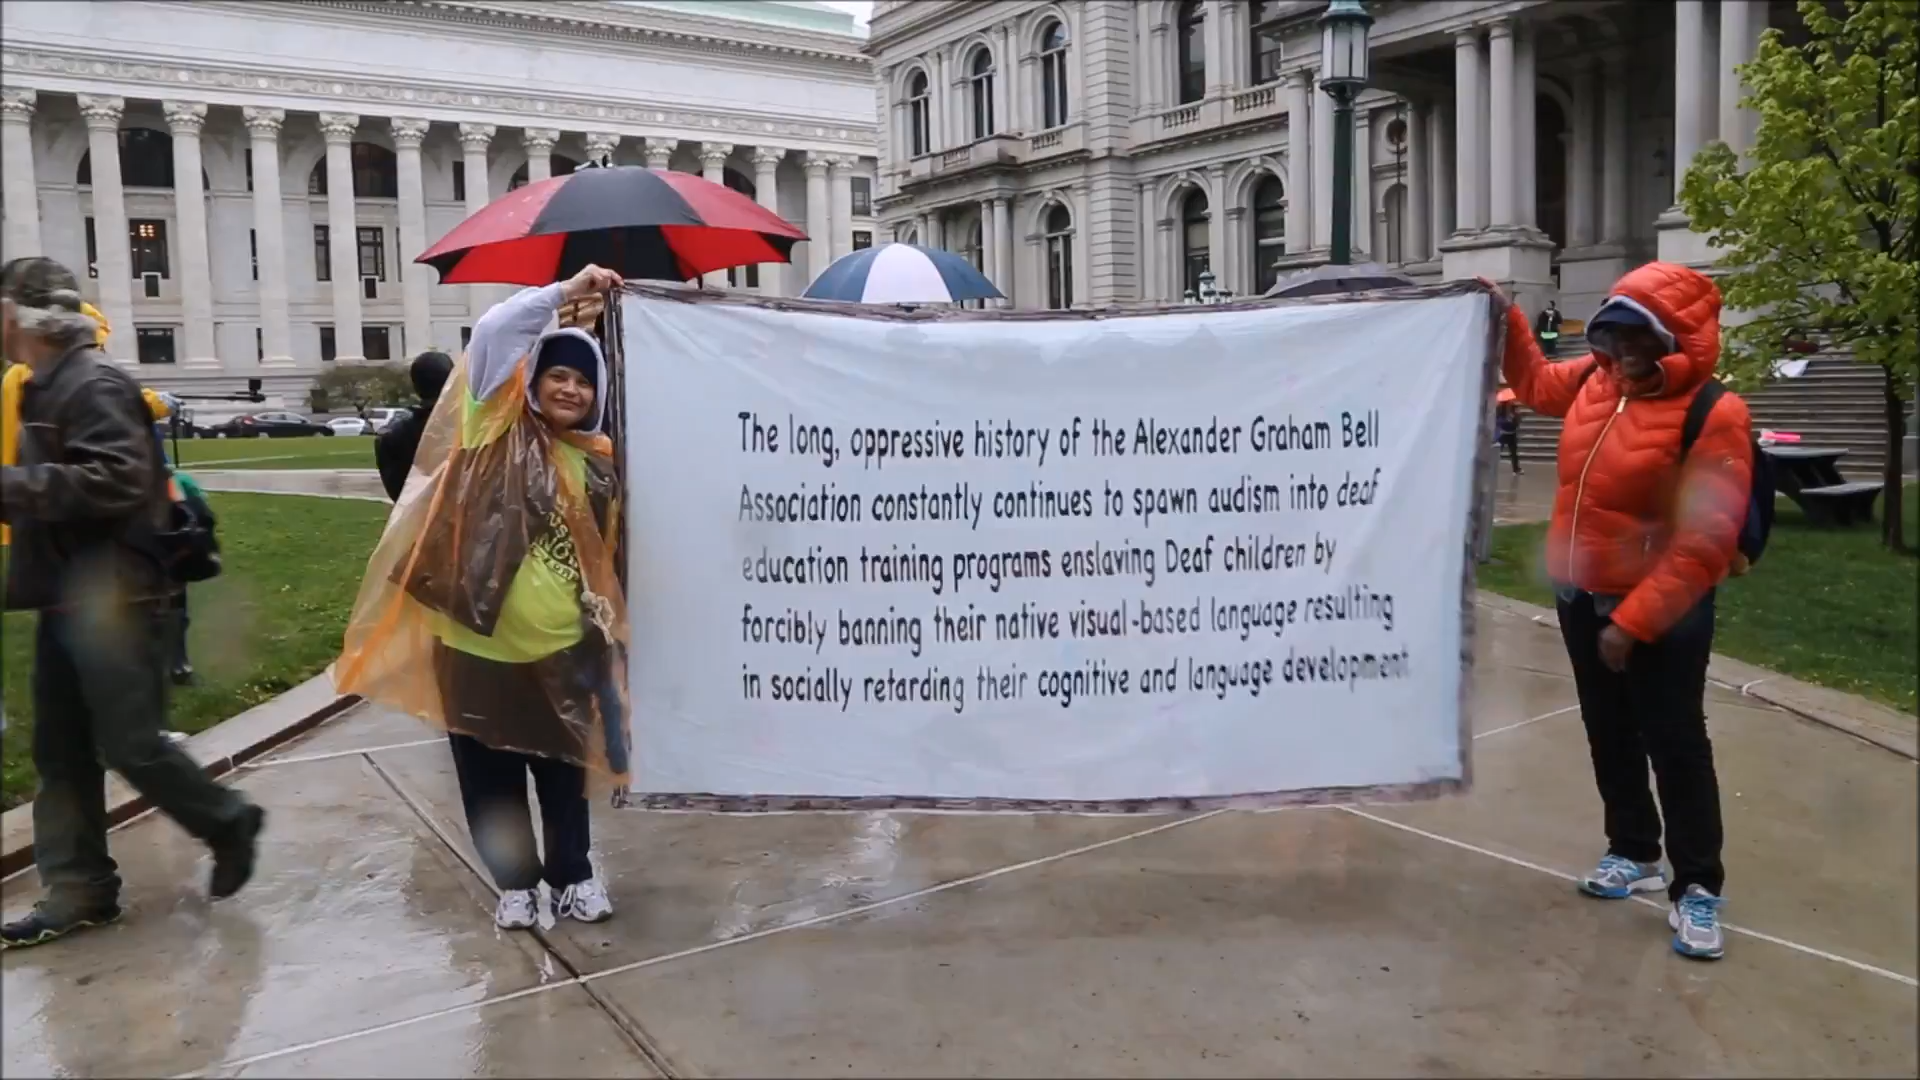 The long, oppressive history of the Alexander Graham Bell
Association constantly continues to spawn audism into deaf
education training programs enslaving Deaf children by
forcibly banning their native visual-based language resulting
in socially retarding their cognitive and language development